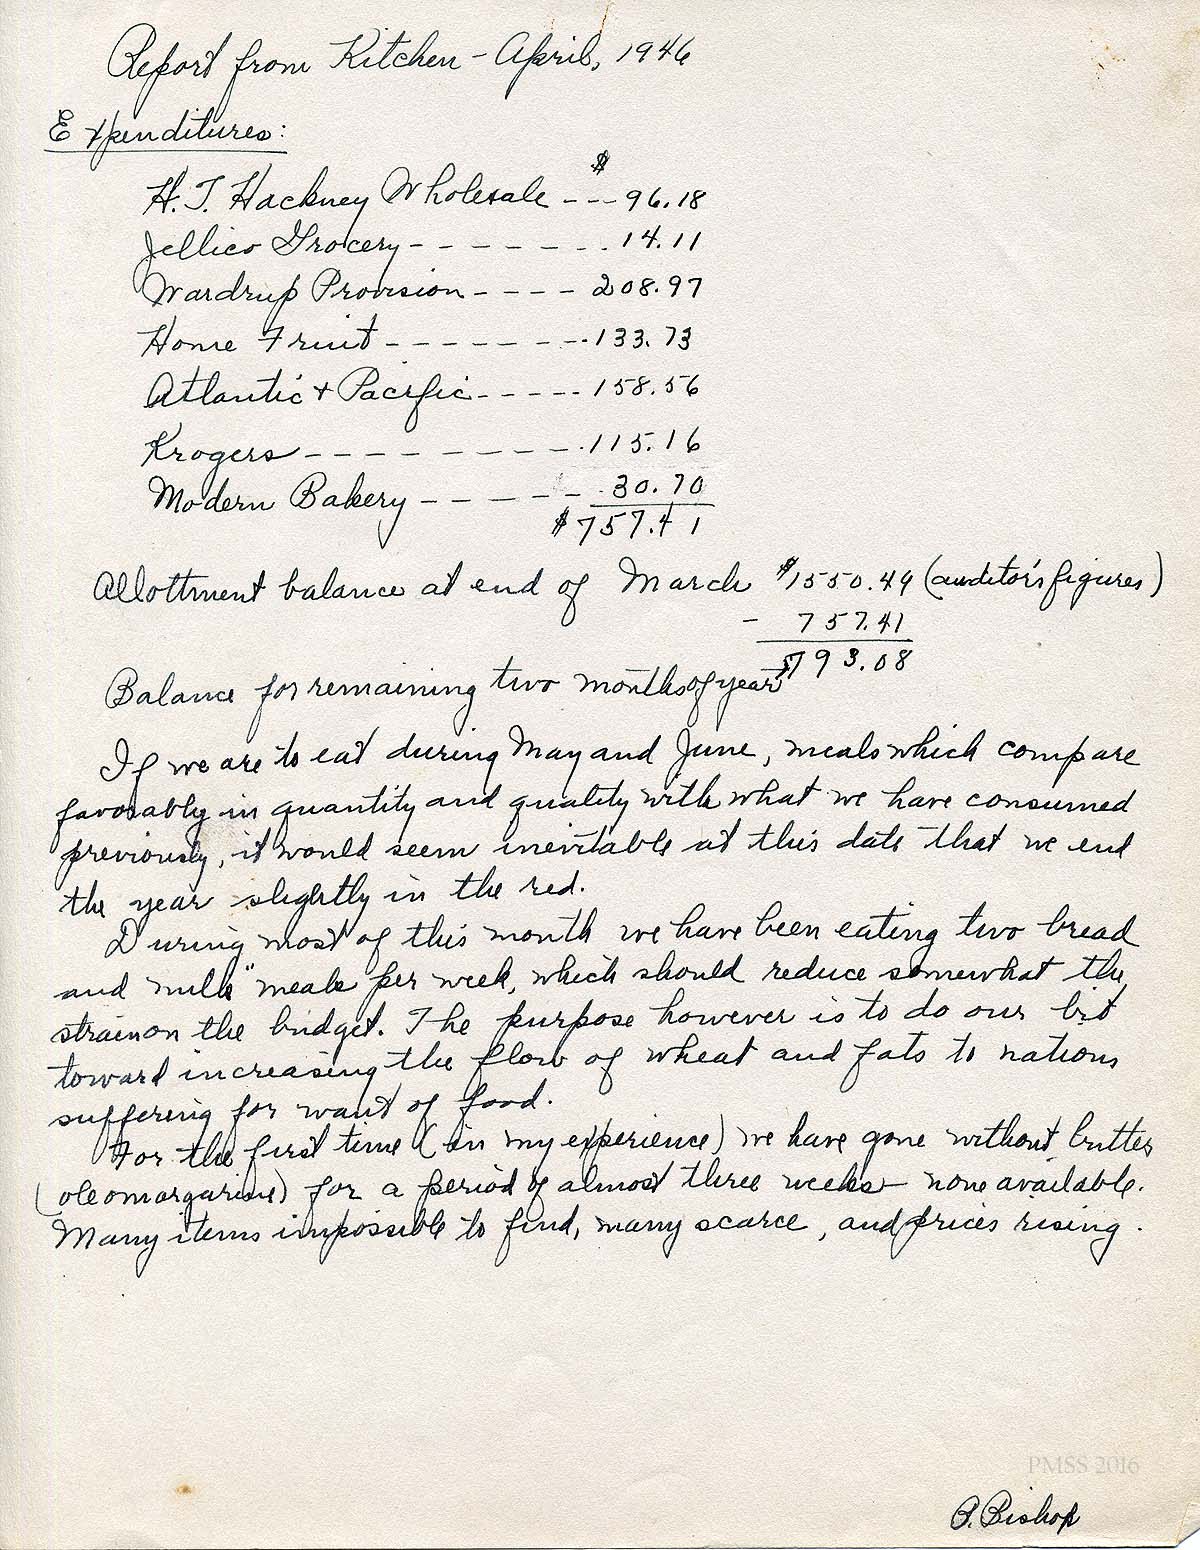 Report from Kitchen - April, 1946
Expenditures:
$
H. T. Hackney Wholesale - - - 96.18
Jellico Grocery - - - - - - - . 14.11
Wardrup Provision - - - - 208.97
Home Fruit - - - - - - - - . 133.73
Atlantic + Pacific - - - - - 158.56
Krogers - - - - - - - - - . 115.16
Modern Bakery - - - - - . 30.70
$757.41
Allottment balance at end of March $1550.49 (auditor's figures)
- 757.41
Balance for remaining two months of year $793.08
If we are to eat during May and June, meals which compare
favorably in quantity and quality with what we have consumed
previously, it would seem inevitable at this date that we end
the year slightly in the red.
During most of this month we have been eating two bread
and milk" meals per week, which should reduce somewhat the
strain on the budget. The purpose however is to do our bit
toward increasing the flow of wheat and fats to nations
suffering for want of food.
For the first time (in my experience) we have gone without butter
(oleomargarine) for a period of almost three weeks - none available.
Many items impossible to find, many scarce, and prices rising.
PMSS 2016
B. Bishop